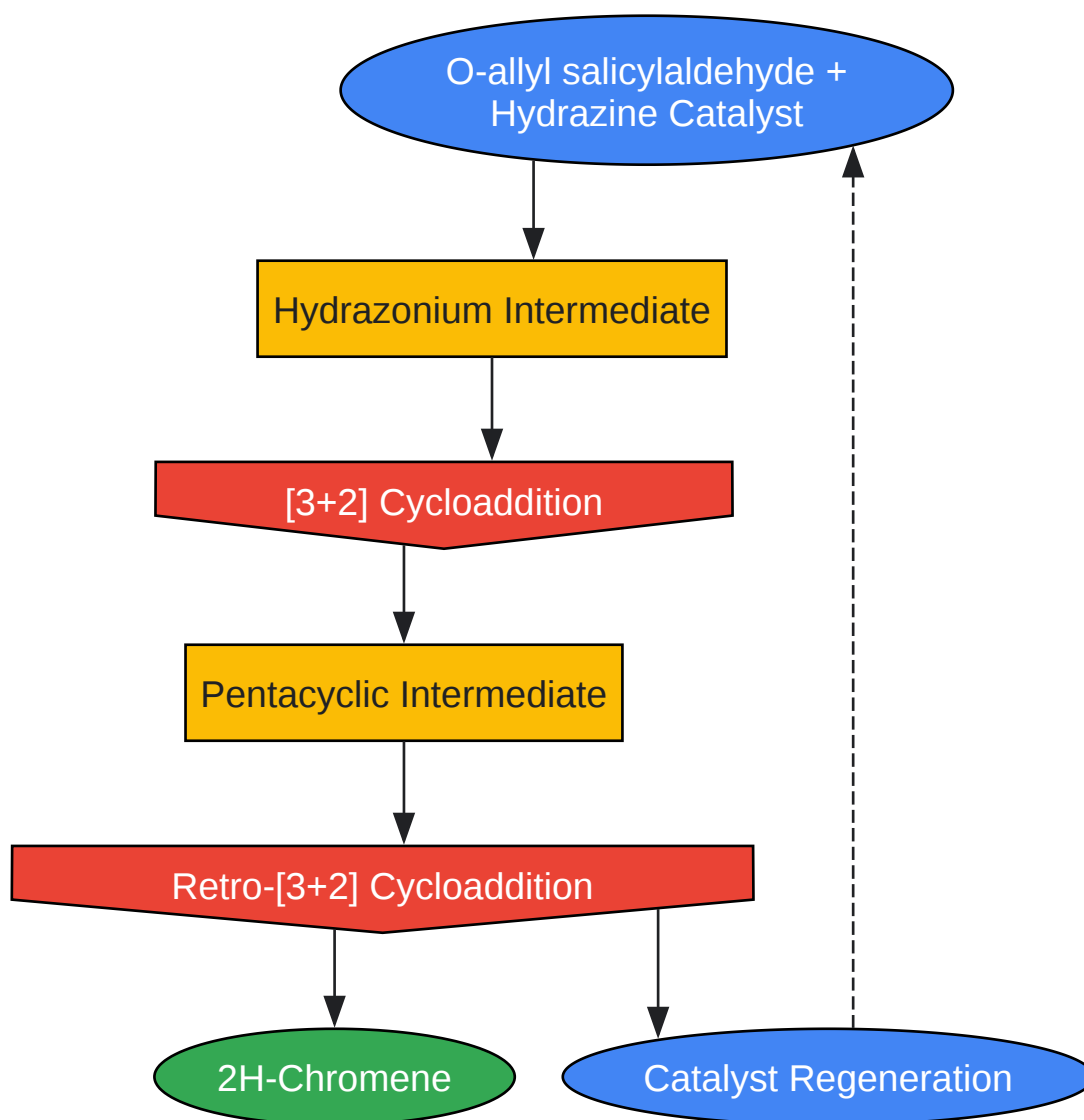 O-allyl salicylaldehyde +
Hydrazine Catalyst
Hydrazonium Intermediate
[3+2] Cycloaddition
Pentacyclic Intermediate
Retro-[3+2] Cycloaddition
2H-Chromene
Catalyst Regeneration